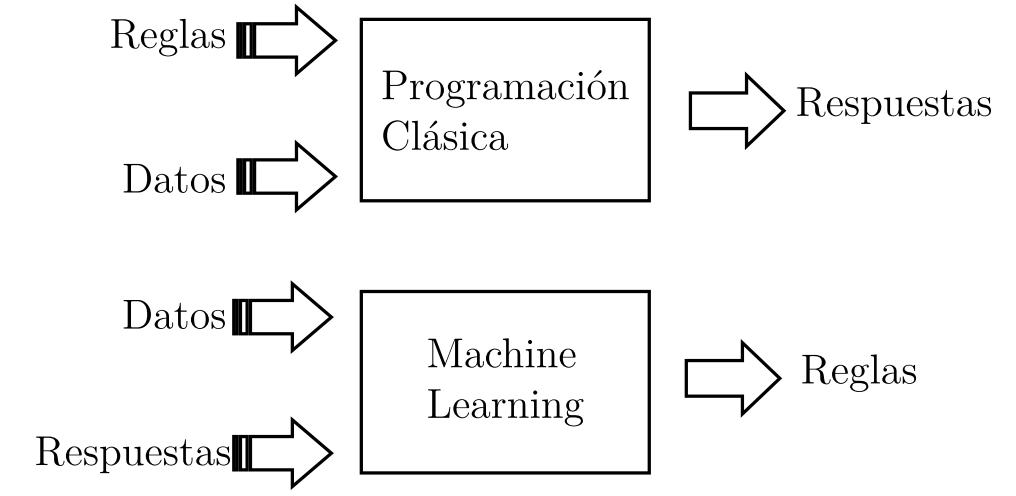 Reglas
Programación
Clásica
Respuestas
Datos
Datos
Machine
Learning
Reglas
Respuestas